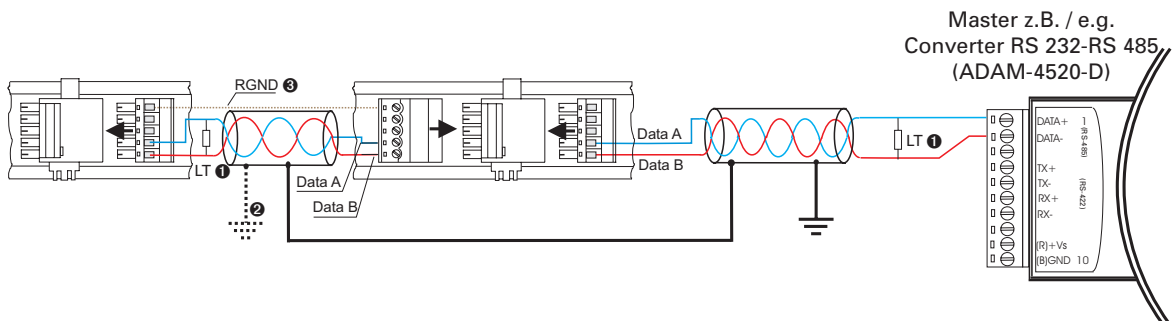 Master z.B. / e.g.
Converter RS 232-RS 485
(ADAM-4520-D)
RGND ❸
LT ❶
❷
Data A
Data B
Data A
Data B
LT ❶
DATA+ 1
DATA-
(RS-485)
TX+
TX-
RX+
RX-
(RS-422)
(R)+Vs
(B)GND 10